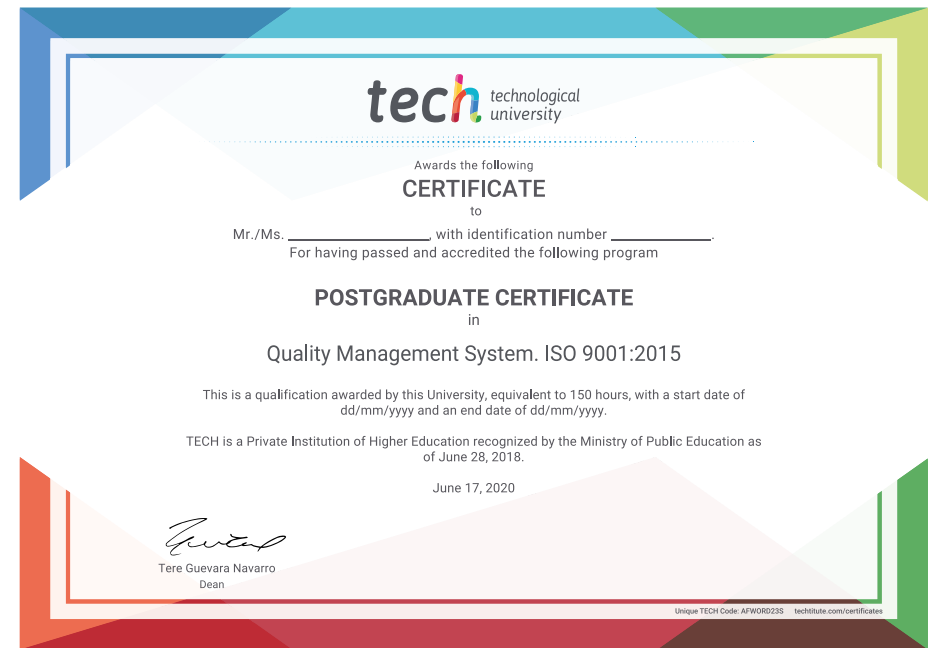 tech technological
university
Awards the following
CERTIFICATE
to
Mr./Ms. ____________________, with identification number ______________.
For having passed and accredited the following program
POSTGRADUATE CERTIFICATE
in
Quality Management System. ISO 9001:2015
This is a qualification awarded by this University, equivalent to 150 hours, with a start date of
dd/mm/yyyy and an end date of dd/mm/yyyy.
TECH is a Private Institution of Higher Education recognized by the Ministry of Public Education as
of June 28, 2018.
June 17, 2020
Tere Guevara Navarro
Dean
Unique TECH Code: AFWORD23S techtitute.com/certificates